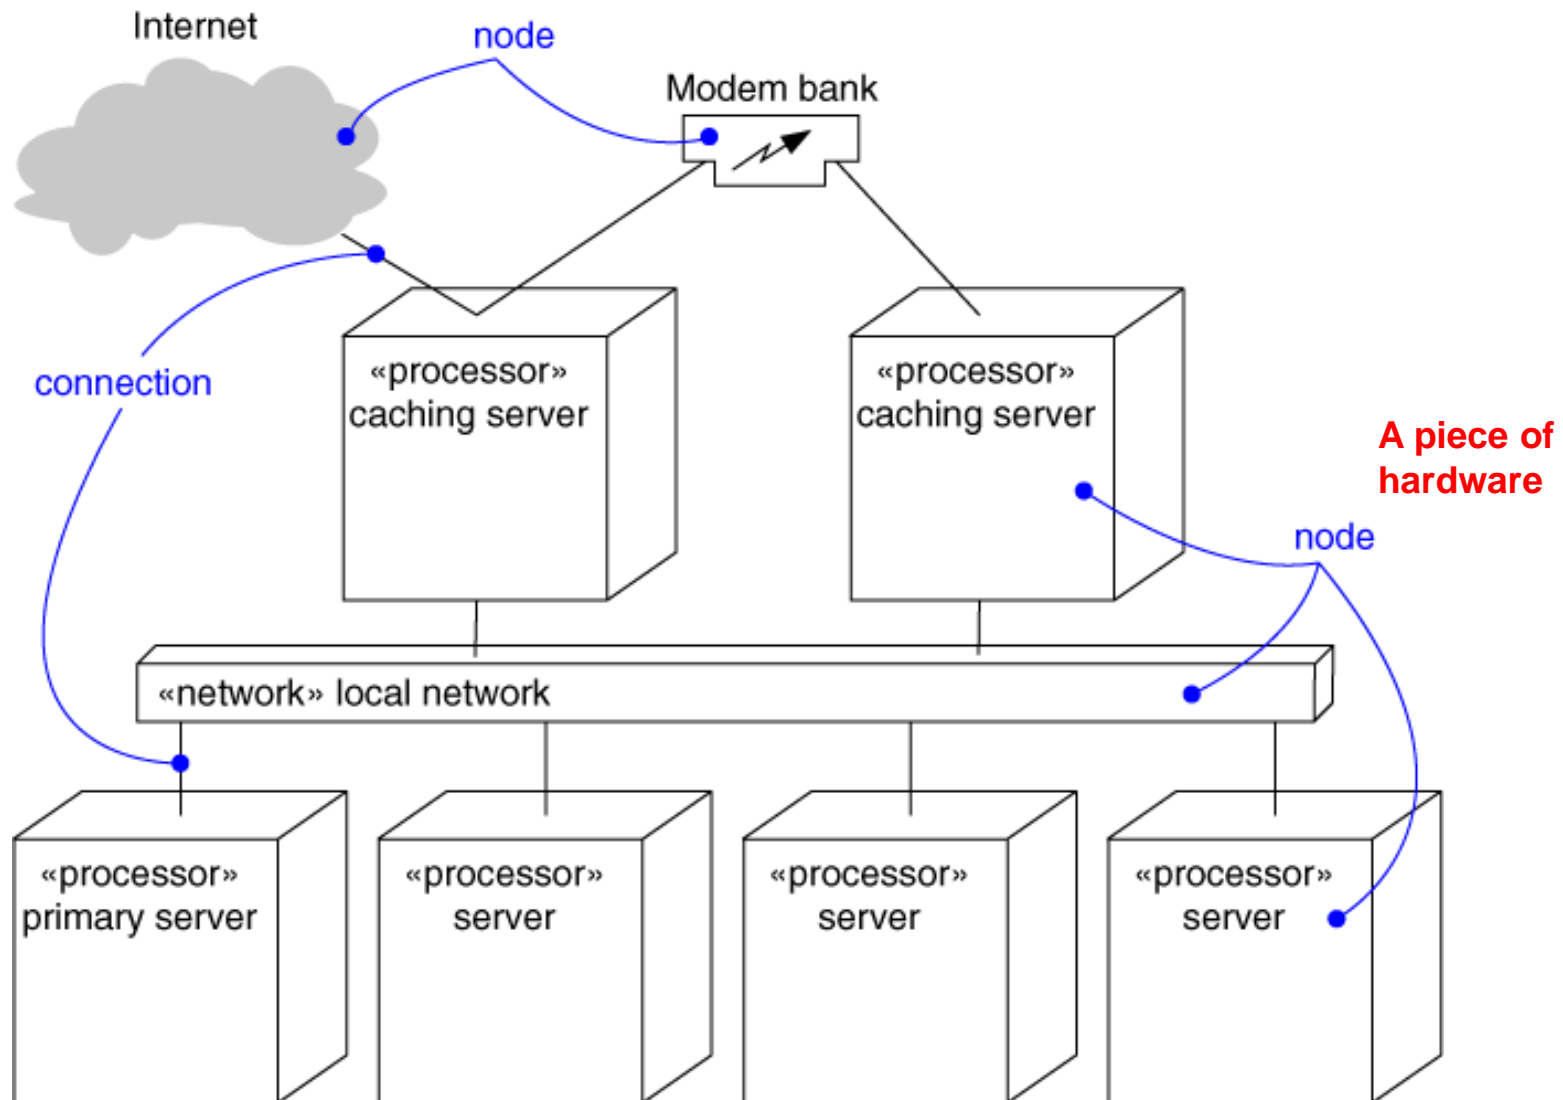 Internet
node
Modem bank
connection
«processor»
caching server
«processor»
caching server
A piece of
hardware
node
«network» local network
«processor»
primary server
«processor»
server
«processor»
server
«processor»
server